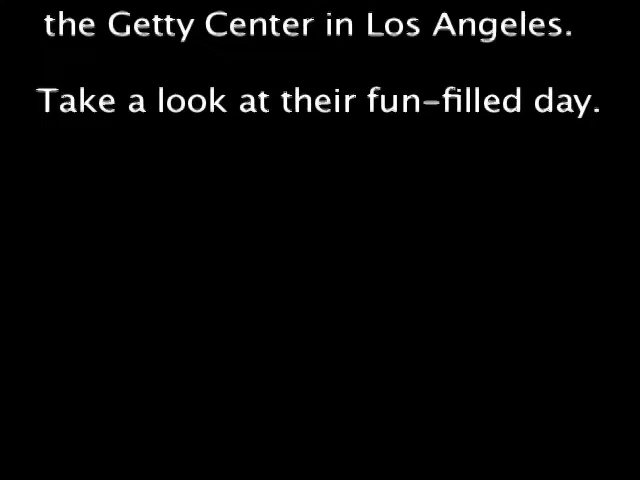 the Getty Center in Los Angeles.
Take a look at their fun-filled day.